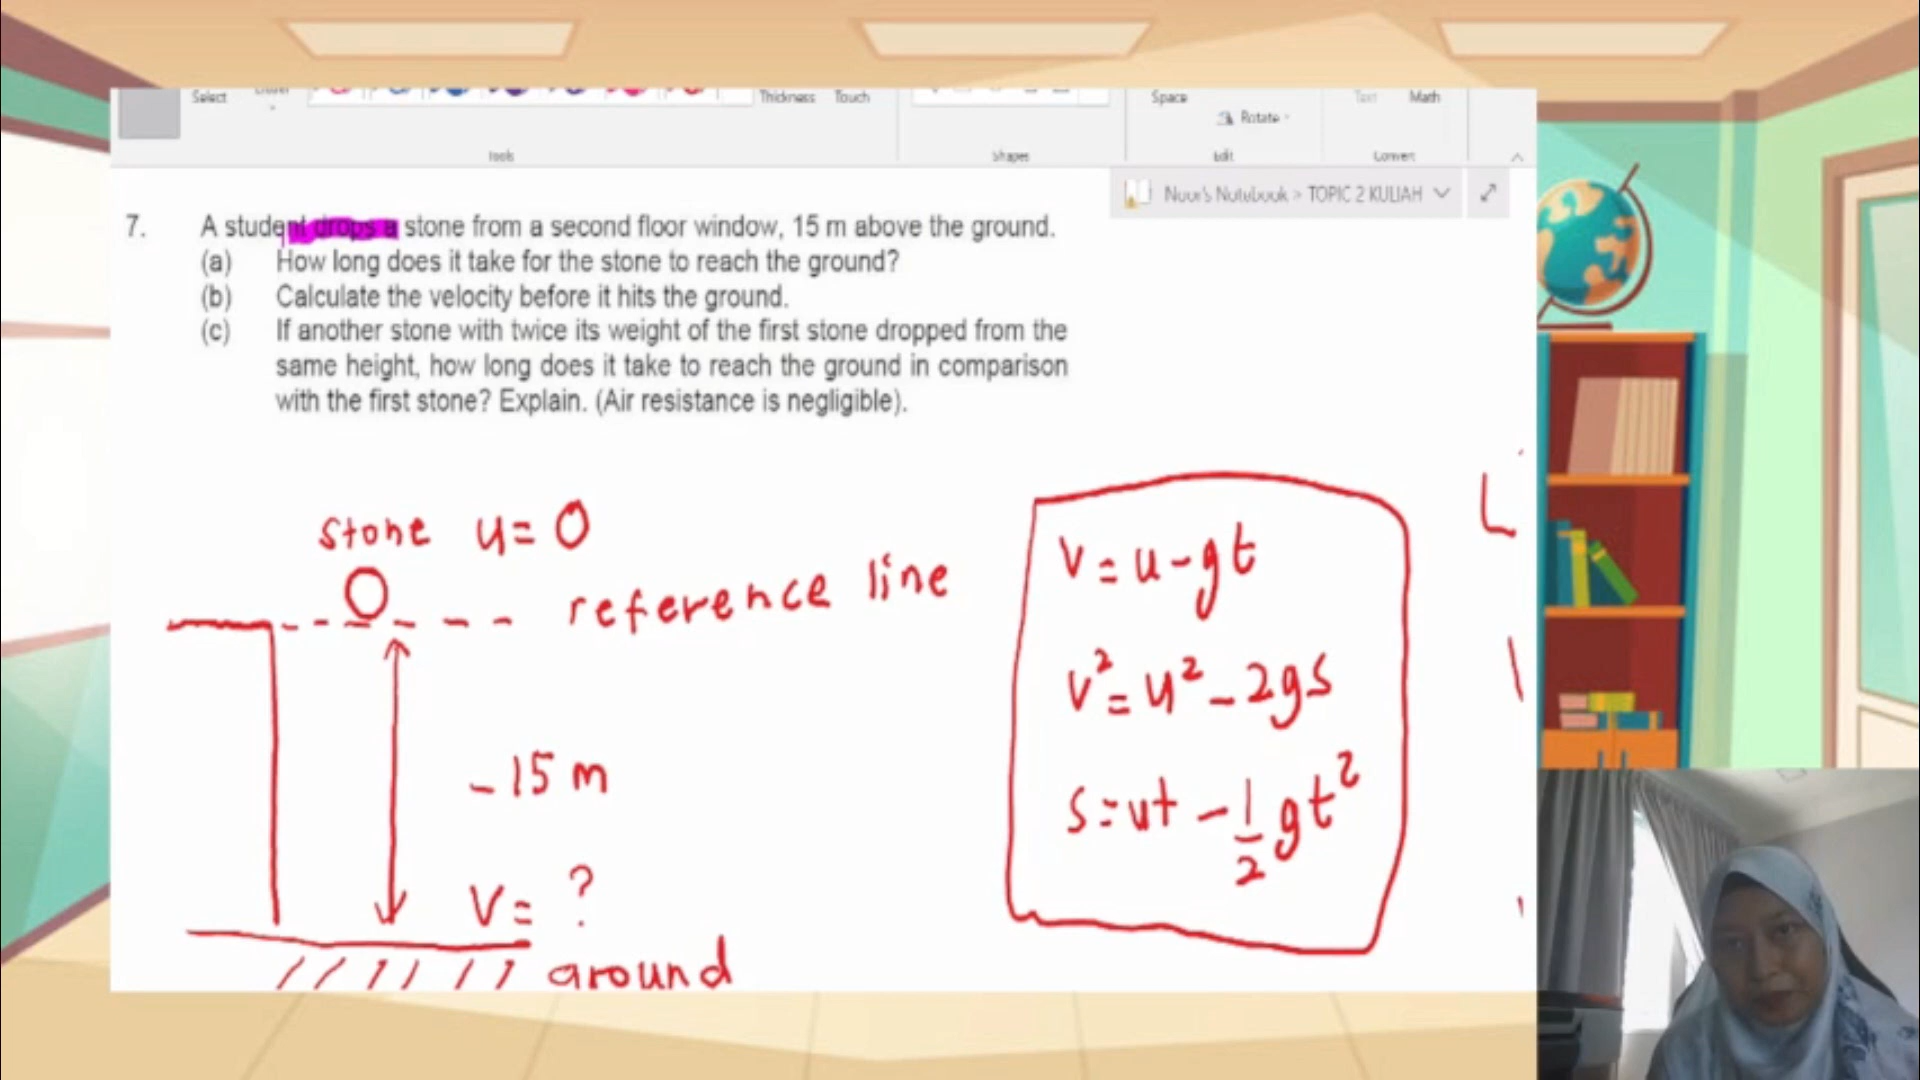 Select
Thickness Touch
Space
Text Math
Rotate
Tools
Shapes
Edit
Convert
Noor's Notebook > TOPIC 2 KULIAH
7. A student drops a stone from a second floor window, 15 m above the ground.
(a) How long does it take for the stone to reach the ground?
(b) Calculate the velocity before it hits the ground.
(c) If another stone with twice its weight of the first stone dropped from the
same height, how long does it take to reach the ground in comparison
with the first stone? Explain. (Air resistance is negligible).
stone u = 0
reference line
-15 m
v = ?
ground
v = u - gt
v² = u² - 2gs
s = ut - 1/2 gt²